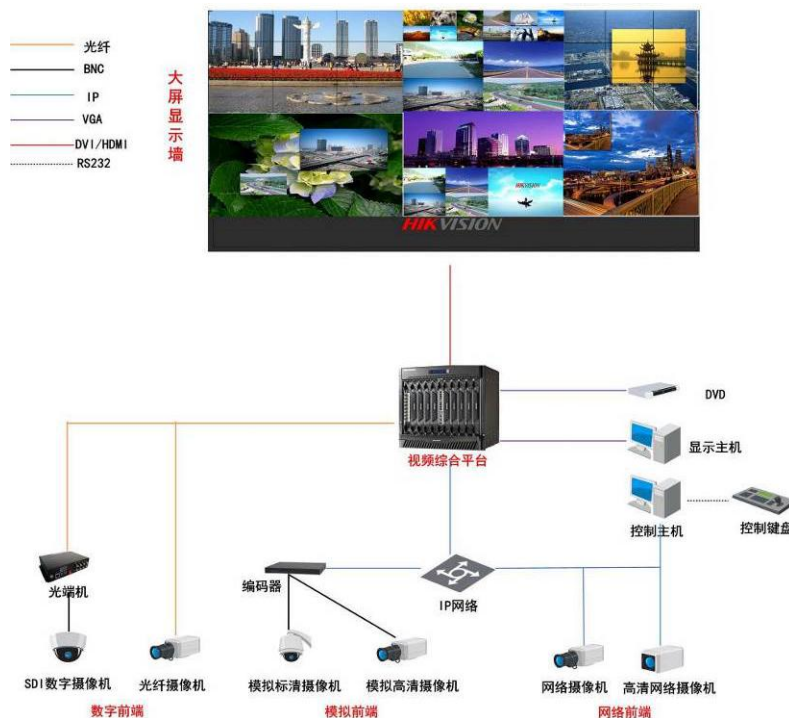 光纤
BNC
IP
VGA
DVI/HDMI
RS232
大屏显示墙
HIKVISION
HIKVISION
视频综合平台
DVD
显示主机
控制主机
控制键盘
光端机
编码器
IP网络
SDI数字摄像机
光纤摄像机
模拟标清摄像机
模拟高清摄像机
网络摄像机
高清网络摄像机
数字前端
模拟前端
网络前端